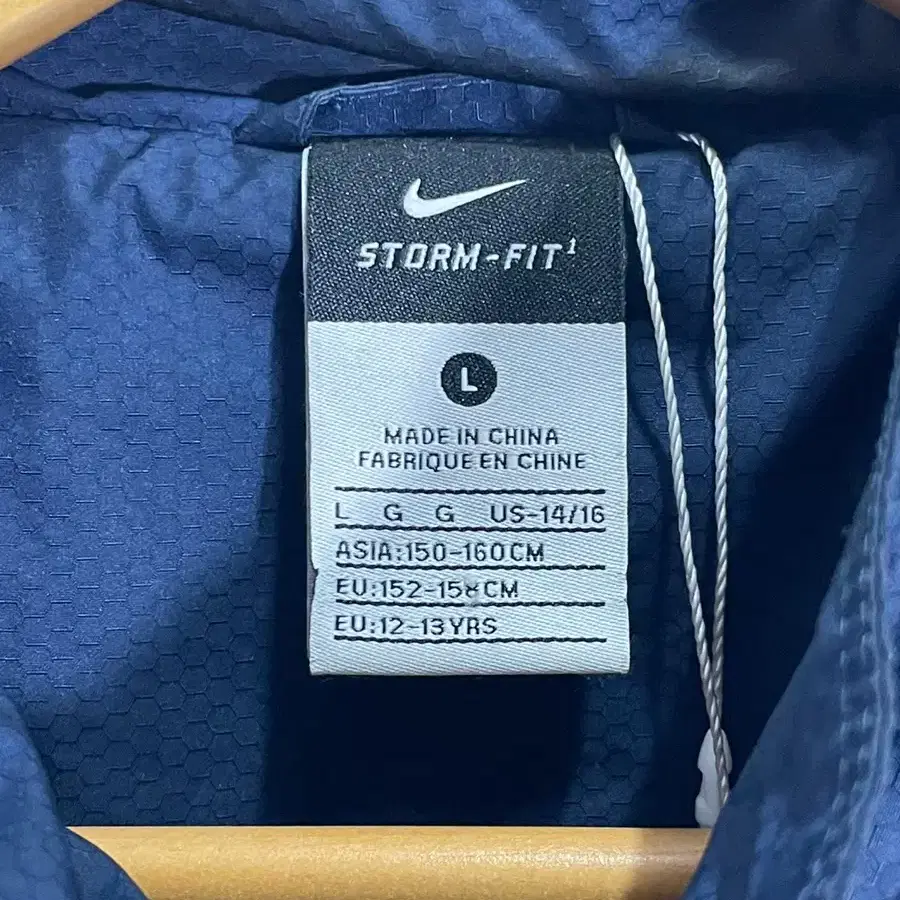 STORM-FIT¹
L
MADE IN CHINA
FABRIQUE EN CHINE
L G G US-14/16
ASIA:150-160CM
EU:152-158CM
EU:12-13YRS